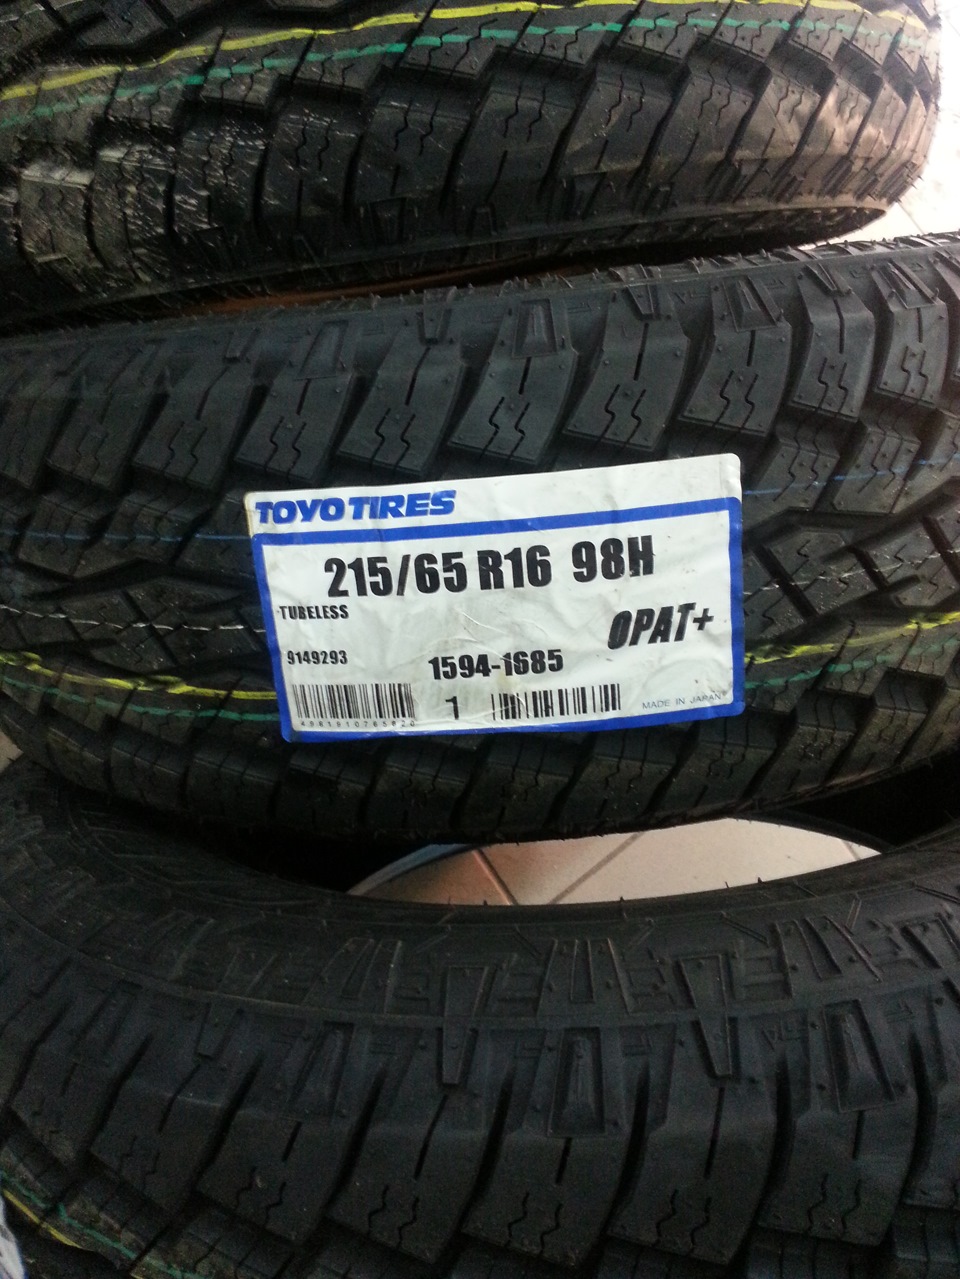 TOYO TIRES
215/65 R16 98H
TUBELESS
OPAT+
9149293
1594-1685
1
MADE IN JAPAN